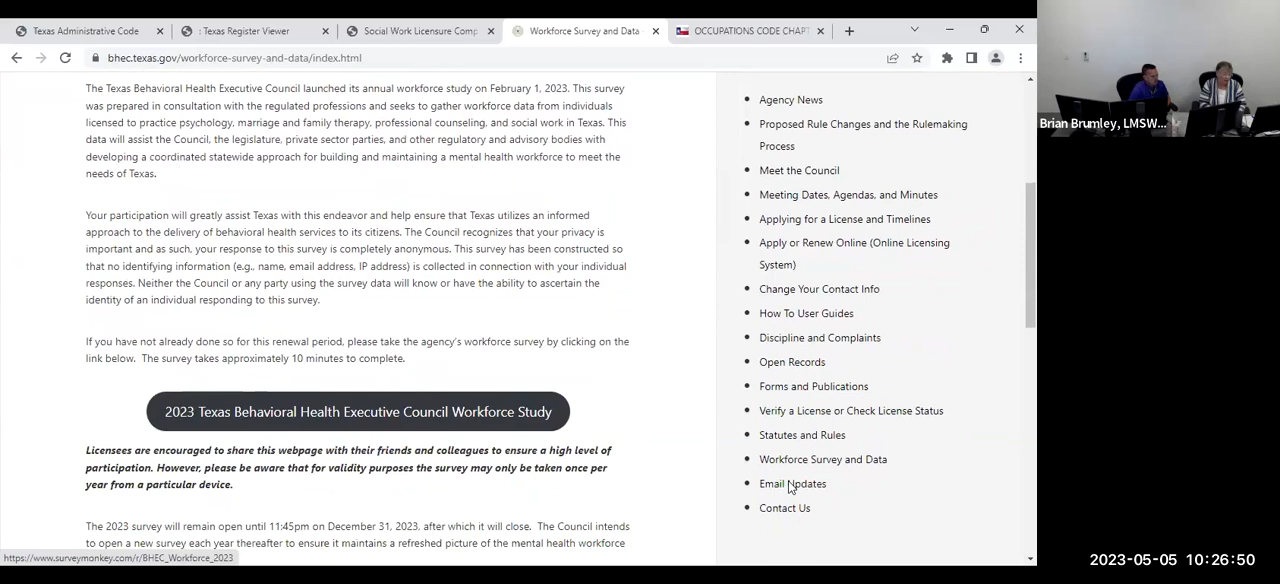 Texas Administrative Code
: Texas Register Viewer
Social Work Licensure Comp
Workforce Survey and Data
OCCUPATIONS CODE CHAPT
bhec.texas.gov/workforce-survey-and-data/index.html
The Texas Behavioral Health Executive Council launched its annual workforce study on February 1, 2023. This survey
was prepared in consultation with the regulated professions and seeks to gather workforce data from individuals
licensed to practice psychology, marriage and family therapy, professional counseling, and social work in Texas. This
data will assist the Council, the legislature, private sector parties, and other regulatory and advisory bodies with
developing a coordinated statewide approach for building and maintaining a mental health workforce to meet the
needs of Texas.
Your participation will greatly assist Texas with this endeavor and help ensure that Texas utilizes an informed
approach to the delivery of behavioral health services to its citizens. The Council recognizes that your privacy is
important and as such, your response to this survey is completely anonymous. This survey has been constructed so
that no identifying information (e.g., name, email address, IP address) is collected in connection with your individual
responses. Neither the Council or any party using the survey data will know or have the ability to ascertain the
identity of an individual responding to this survey.
If you have not already done so for this renewal period, please take the agency's workforce survey by clicking on the
link below. The survey takes approximately 10 minutes to complete.
2023 Texas Behavioral Health Executive Council Workforce Study
Licensees are encouraged to share this webpage with their friends and colleagues to ensure a high level of
participation. However, please be aware that for validity purposes the survey may only be taken once per
year from a particular device.
The 2023 survey will remain open until 11:45pm on December 31, 2023, after which it will close. The Council intends
to open a new survey each year thereafter to ensure it maintains a refreshed picture of the mental health workforce
https://www.surveymonkey.com/r/BHEC_Workforce_2023
Agency News
Proposed Rule Changes and the Rulemaking
Process
Meet the Council
Meeting Dates, Agendas, and Minutes
Applying for a License and Timelines
Apply or Renew Online (Online Licensing
System)
Change Your Contact Info
How To User Guides
Discipline and Complaints
Open Records
Forms and Publications
Verify a License or Check License Status
Statutes and Rules
Workforce Survey and Data
Email Updates
Contact Us
Brian Brumley, LMSW...
2023-05-05 10:26:50